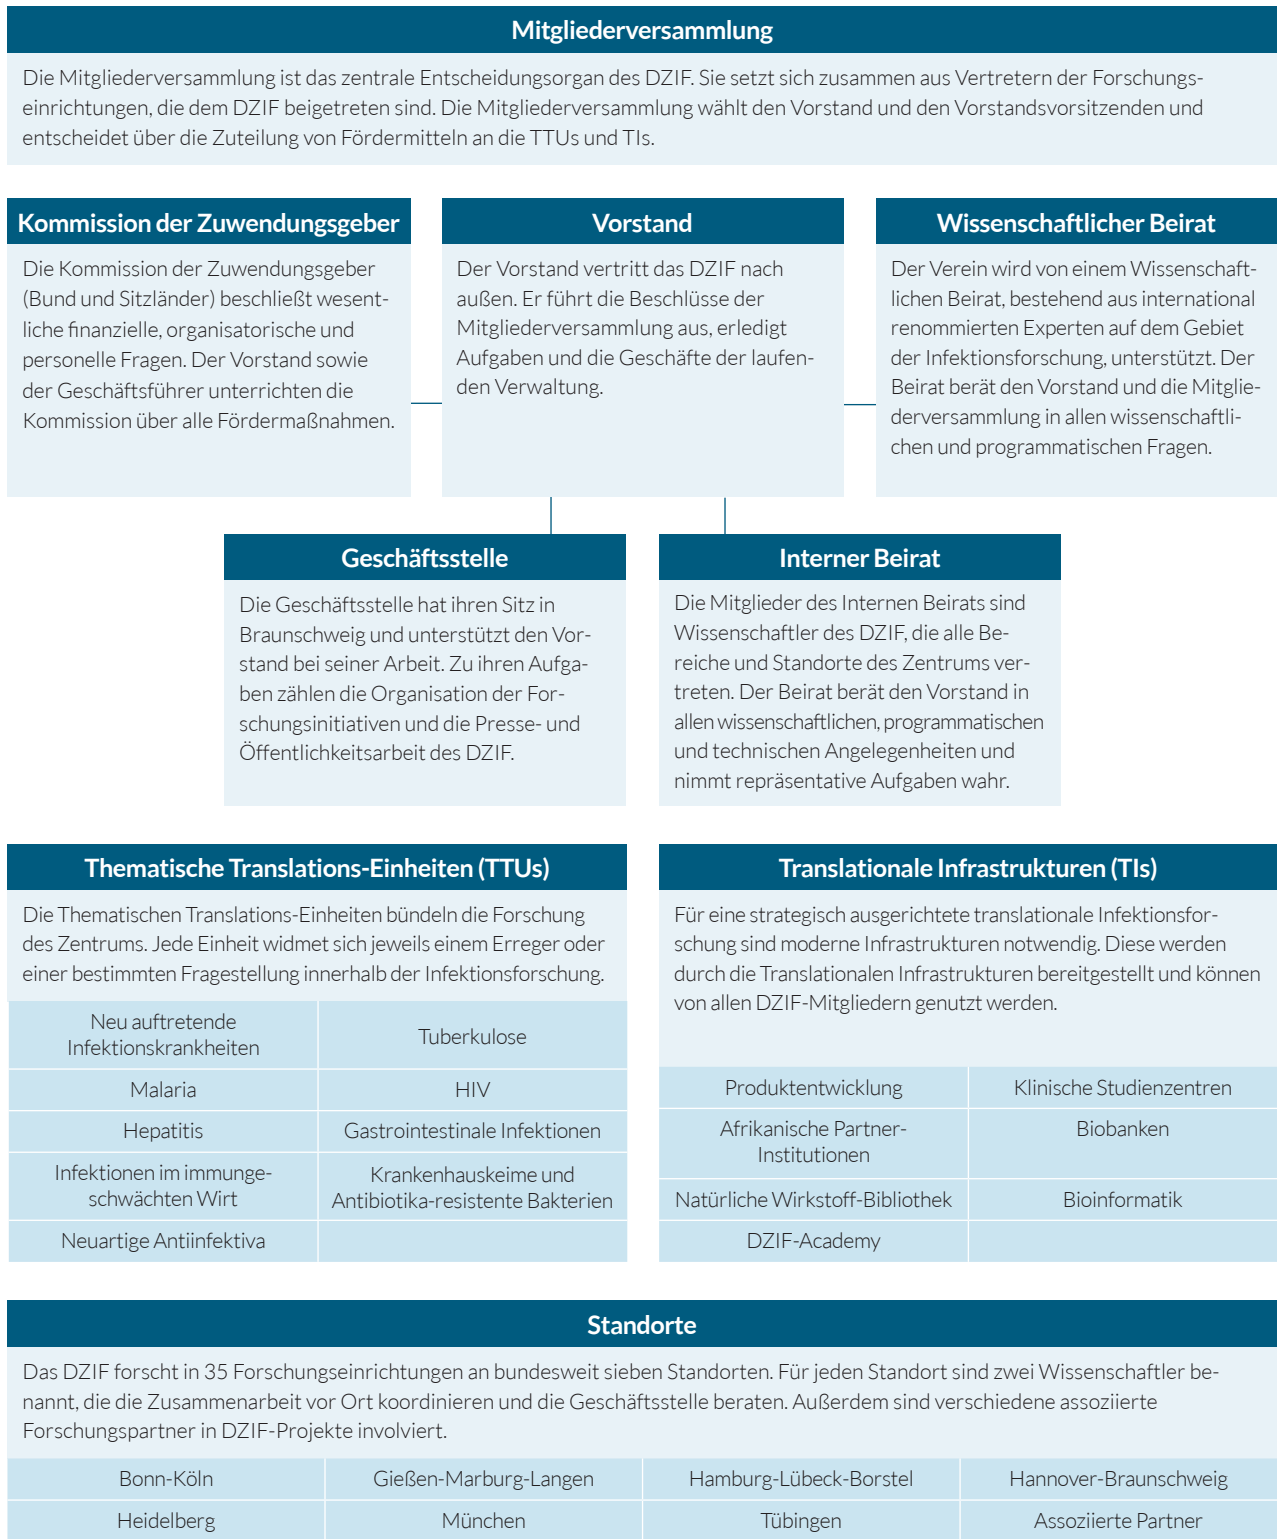 Mitgliederversammlung
Die Mitgliederversammlung ist das zentrale Entscheidungsorgan des DZIF. Sie setzt sich zusammen aus Vertretern der Forschungs-
einrichtungen, die dem DZIF beigetreten sind. Die Mitgliederversammlung wählt den Vorstand und den Vorstandsvorsitzenden und
entscheidet über die Zuteilung von Fördermitteln an die TTUs und TIs.
Kommission der Zuwendungsgeber
Die Kommission der Zuwendungsgeber
(Bund und Sitzländer) beschließt wesent-
liche finanzielle, organisatorische und
personelle Fragen. Der Vorstand sowie
der Geschäftsführer unterrichten die
Kommission über alle Fördermaßnahmen.
Vorstand
Der Vorstand vertritt das DZIF nach
außen. Er führt die Beschlüsse der
Mitgliederversammlung aus, erledigt
Aufgaben und die Geschäfte der laufen-
den Verwaltung.
Wissenschaftlicher Beirat
Der Verein wird von einem Wissenschaft-
lichen Beirat, bestehend aus international
renommierten Experten auf dem Gebiet
der Infektionsforschung, unterstützt. Der
Beirat berät den Vorstand und die Mitglie-
derversammlung in allen wissenschaftli-
chen und programmatischen Fragen.
Geschäftsstelle
Die Geschäftsstelle hat ihren Sitz in
Braunschweig und unterstützt den Vor-
stand bei seiner Arbeit. Zu ihren Aufga-
ben zählen die Organisation der For-
schungsinitiativen und die Presse- und
Öffentlichkeitsarbeit des DZIF.
Interner Beirat
Die Mitglieder des Internen Beirats sind
Wissenschaftler des DZIF, die alle Be-
reiche und Standorte des Zentrums ver-
treten. Der Beirat berät den Vorstand in
allen wissenschaftlichen, programmatischen
und technischen Angelegenheiten und
nimmt repräsentative Aufgaben wahr.
Thematische Translations-Einheiten (TTUs)
Die Thematischen Translations-Einheiten bündeln die Forschung
des Zentrums. Jede Einheit widmet sich jeweils einem Erreger oder
einer bestimmten Fragestellung innerhalb der Infektionsforschung.
Neu auftretende
Infektionskrankheiten
Tuberkulose
Malaria
HIV
Hepatitis
Gastrointestinale Infektionen
Infektionen im immunge-
schwächten Wirt
Krankenhauskeime und
Antibiotika-resistente Bakterien
Neuartige Antiinfektiva
Translationale Infrastrukturen (TIs)
Für eine strategisch ausgerichtete translationale Infektionsfor-
schung sind moderne Infrastrukturen notwendig. Diese werden
durch die Translationalen Infrastrukturen bereitgestellt und können
von allen DZIF-Mitgliedern genutzt werden.
Produktentwicklung
Klinische Studienzentren
Afrikanische Partner-
Institutionen
Biobanken
Natürliche Wirkstoff-Bibliothek
Bioinformatik
DZIF-Academy
Standorte
Das DZIF forscht in 35 Forschungseinrichtungen an bundesweit sieben Standorten. Für jeden Standort sind zwei Wissenschaftler be-
nannt, die die Zusammenarbeit vor Ort koordinieren und die Geschäftsstelle beraten. Außerdem sind verschiedene assoziierte
Forschungspartner in DZIF-Projekte involviert.
Bonn-Köln
Gießen-Marburg-Langen
Hamburg-Lübeck-Borstel
Hannover-Braunschweig
Heidelberg
München
Tübingen
Assoziierte Partner